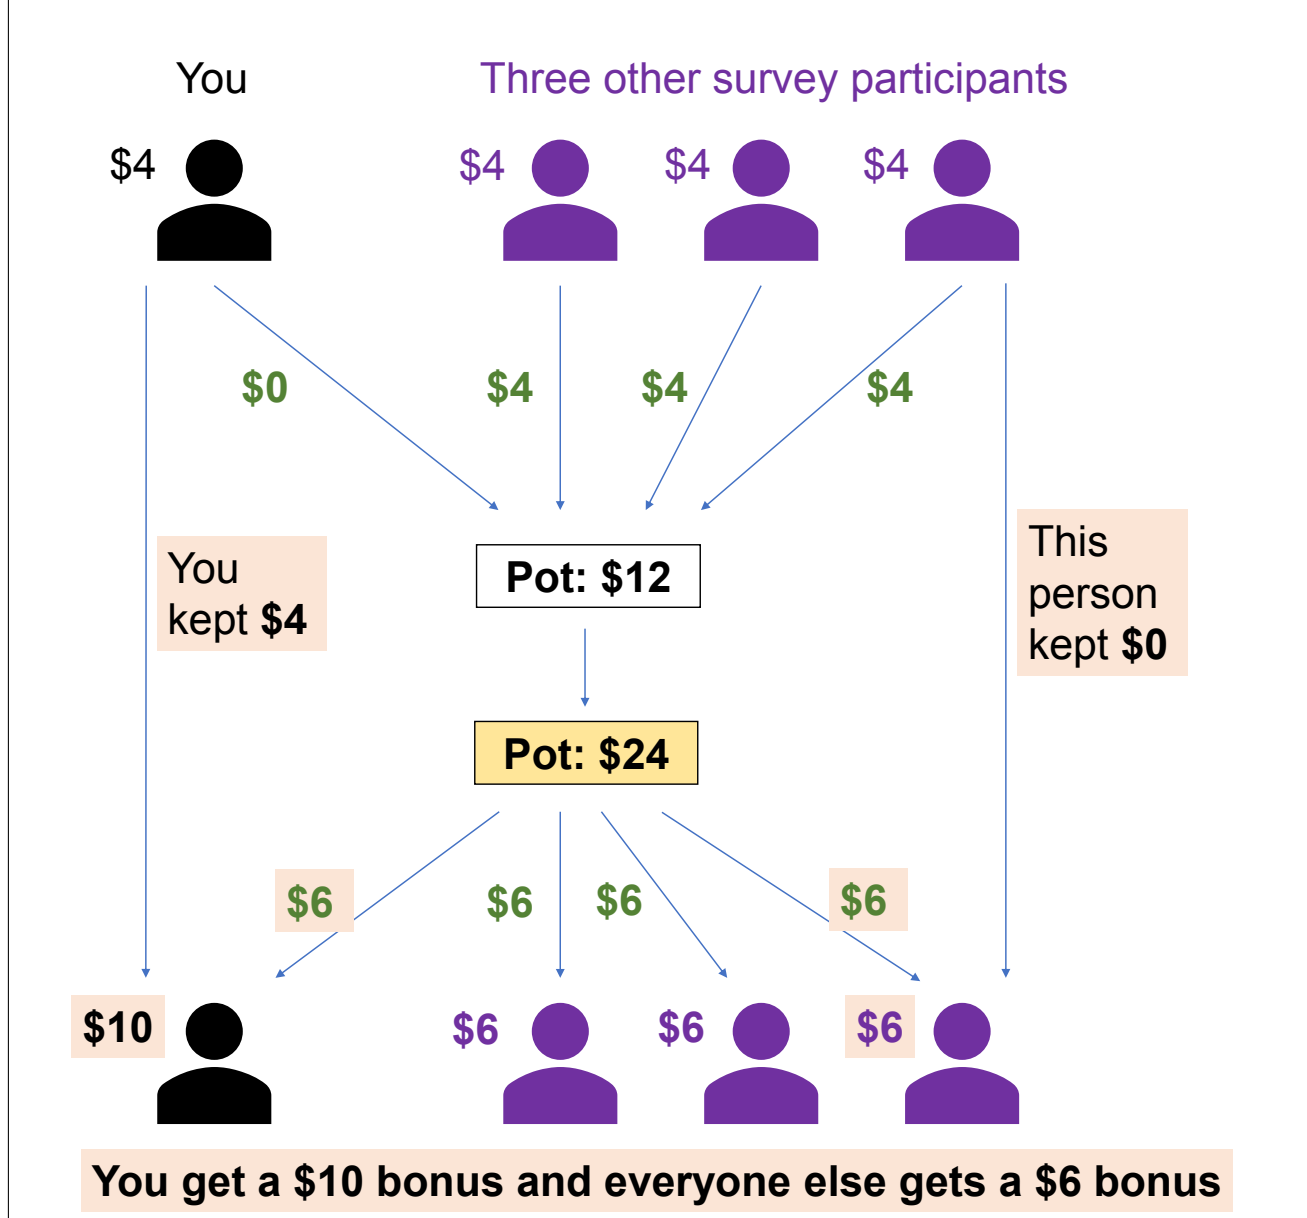 You
Three other survey participants
$4
$4
$4
$4
$0
$4
$4
$4
You
kept $4
Pot: $12
This
person
kept $0
Pot: $24
$6
$6
$6
$6
$10
$6
$6
$6
You get a $10 bonus and everyone else gets a $6 bonus